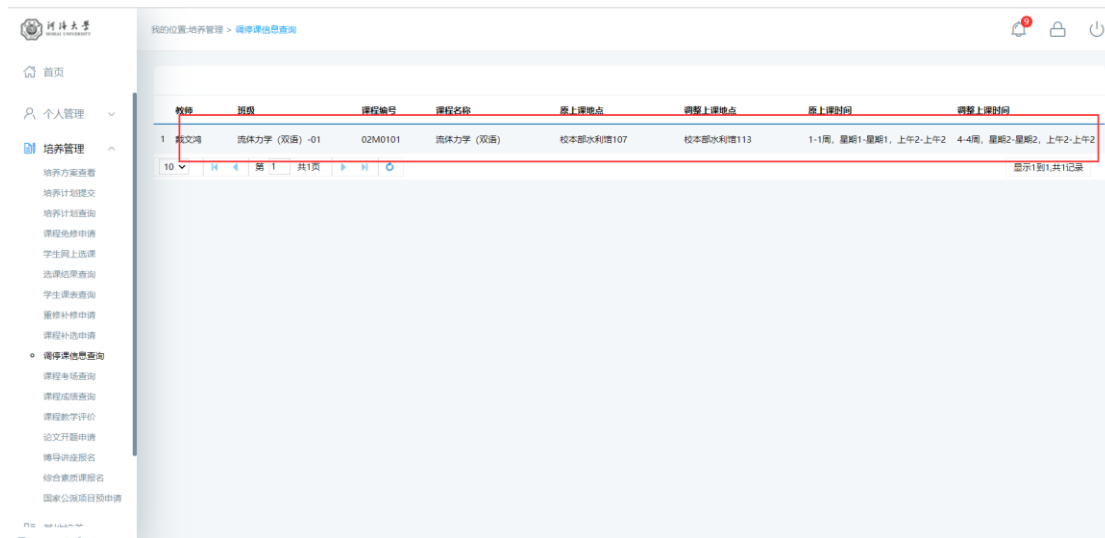 河海大学
HOHAI UNIVERSITY
我的位置:培养管理 > 调停课信息查询
9
首页
个人管理
培养管理
培养方案查看
培养计划提交
培养计划查询
课程免修申请
学生网上选课
选课结果查询
学生课表查询
重修补修申请
课程补选申请
调停课信息查询
课程考场查询
课程成绩查询
课程教学评价
论文开题申请
博导讲座报名
综合素质课报名
国家公派项目预申请
教师 班级 课程编号 课程名称 原上课地点 调整上课地点 原上课时间 调整上课时间
1 戴文鸿 流体力学（双语）-01 02M0101 流体力学（双语） 校本部水利馆107 校本部水利馆113 1-1周，星期1-星期1，上午2-上午2 4-4周，星期2-星期2，上午2-上午2
10 第 1 共1页 显示1到1,共1记录